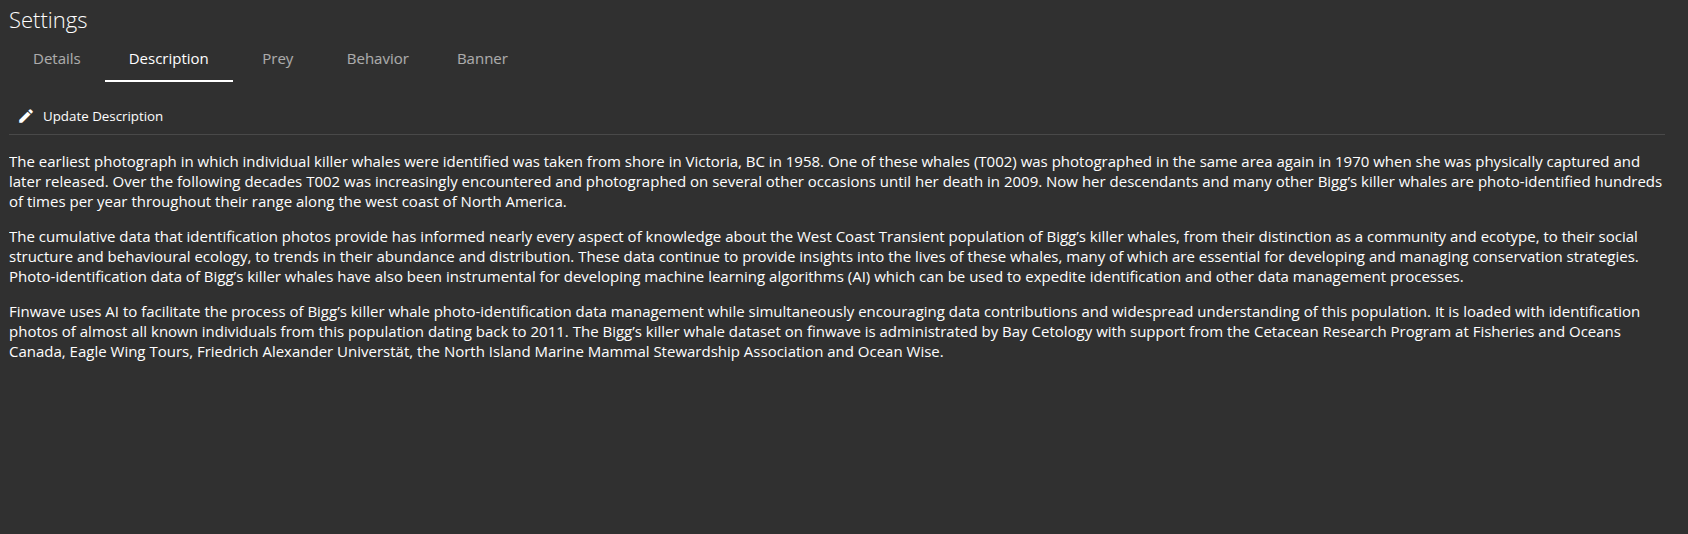 Settings
Details Description Prey Behavior Banner
Update Description
The earliest photograph in which individual killer whales were identified was taken from shore in Victoria, BC in 1958. One of these whales (T002) was photographed in the same area again in 1970 when she was physically captured and
later released. Over the following decades T002 was increasingly encountered and photographed on several other occasions until her death in 2009. Now her descendants and many other Bigg’s killer whales are photo-identified hundreds
of times per year throughout their range along the west coast of North America.
The cumulative data that identification photos provide has informed nearly every aspect of knowledge about the West Coast Transient population of Bigg’s killer whales, from their distinction as a community and ecotype, to their social
structure and behavioural ecology, to trends in their abundance and distribution. These data continue to provide insights into the lives of these whales, many of which are essential for developing and managing conservation strategies.
Photo-identification data of Bigg’s killer whales have also been instrumental for developing machine learning algorithms (AI) which can be used to expedite identification and other data management processes.
Finwave uses AI to facilitate the process of Bigg’s killer whale photo-identification data management while simultaneously encouraging data contributions and widespread understanding of this population. It is loaded with identification
photos of almost all known individuals from this population dating back to 2011. The Bigg’s killer whale dataset on finwave is administrated by Bay Cetology with support from the Cetacean Research Program at Fisheries and Oceans
Canada, Eagle Wing Tours, Friedrich Alexander Universtät, the North Island Marine Mammal Stewardship Association and Ocean Wise.